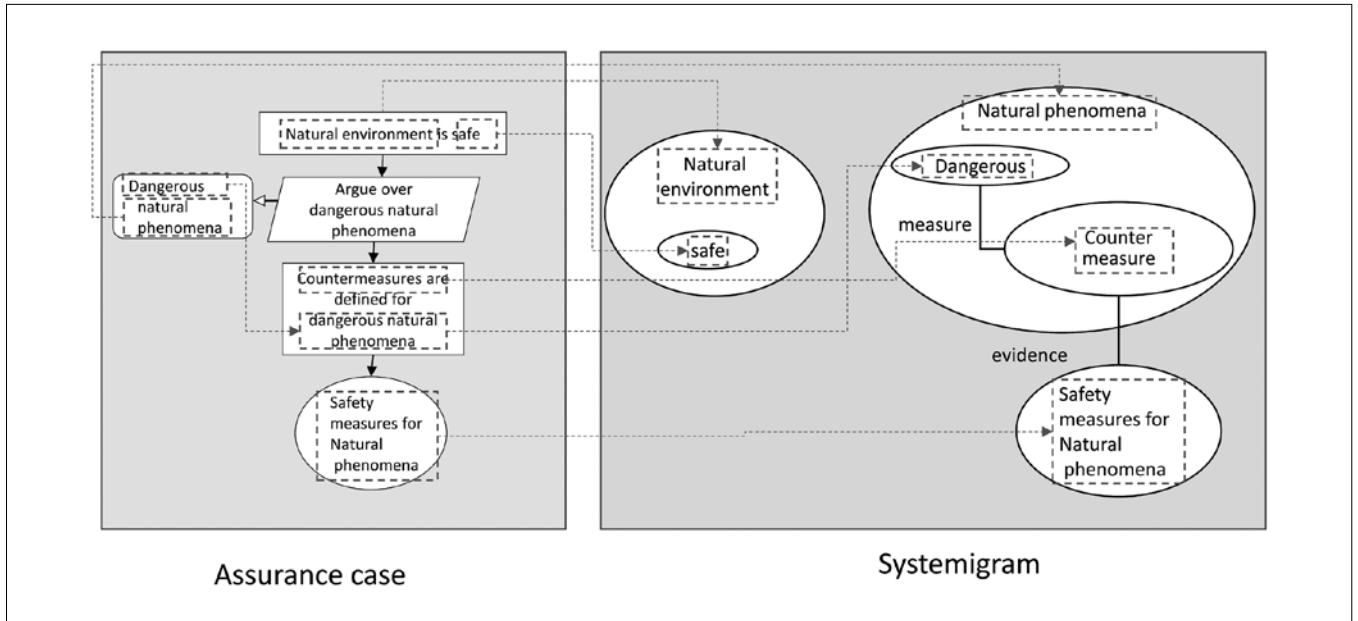 Natural environment is safe
Dangerous
natural
phenomena
Argue over
dangerous natural
phenomena
Countermeasures are
defined for
dangerous natural
phenomena
Safety
measures for
Natural
phenomena
Assurance case
Natural
environment
safe
Natural phenomena
Dangerous
measure
Counter
measure
evidence
Safety
measures for
Natural
phenomena
Systemigram